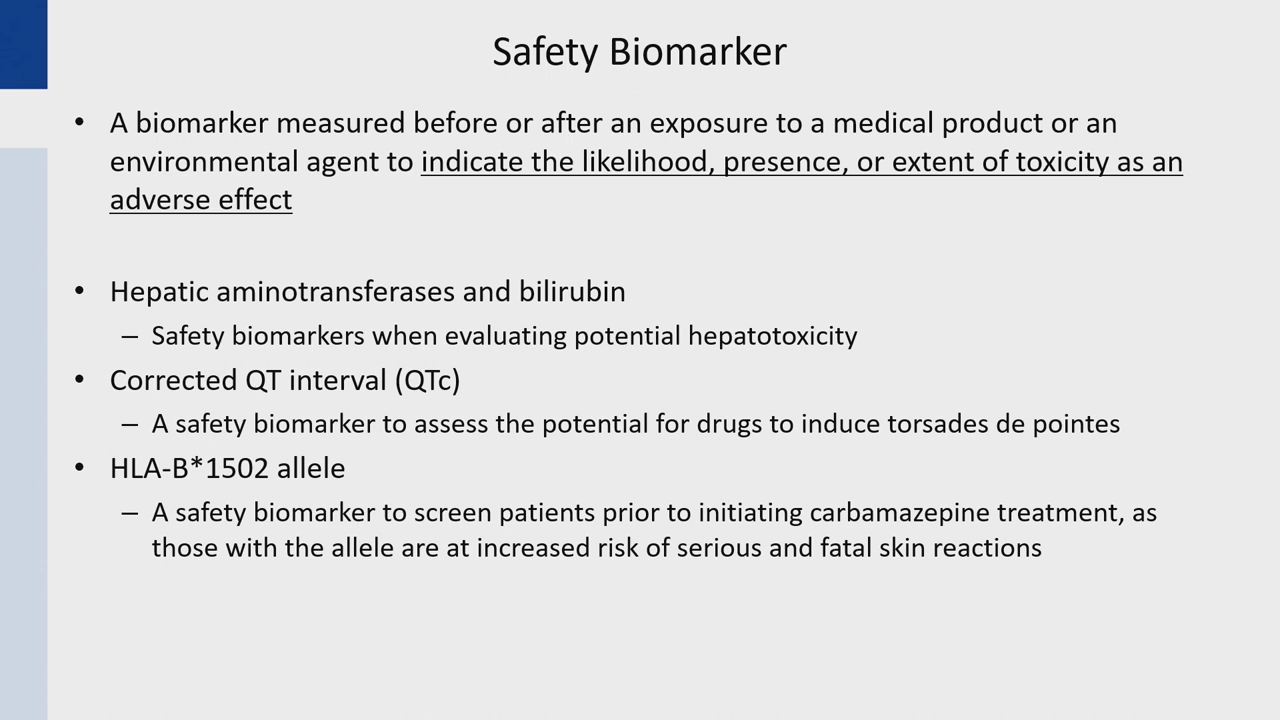 Safety Biomarker
• A biomarker measured before or after an exposure to a medical product or an
environmental agent to indicate the likelihood, presence, or extent of toxicity as an
adverse effect
• Hepatic aminotransferases and bilirubin
– Safety biomarkers when evaluating potential hepatotoxicity
• Corrected QT interval (QTc)
– A safety biomarker to assess the potential for drugs to induce torsades de pointes
• HLA-B*1502 allele
– A safety biomarker to screen patients prior to initiating carbamazepine treatment, as
those with the allele are at increased risk of serious and fatal skin reactions